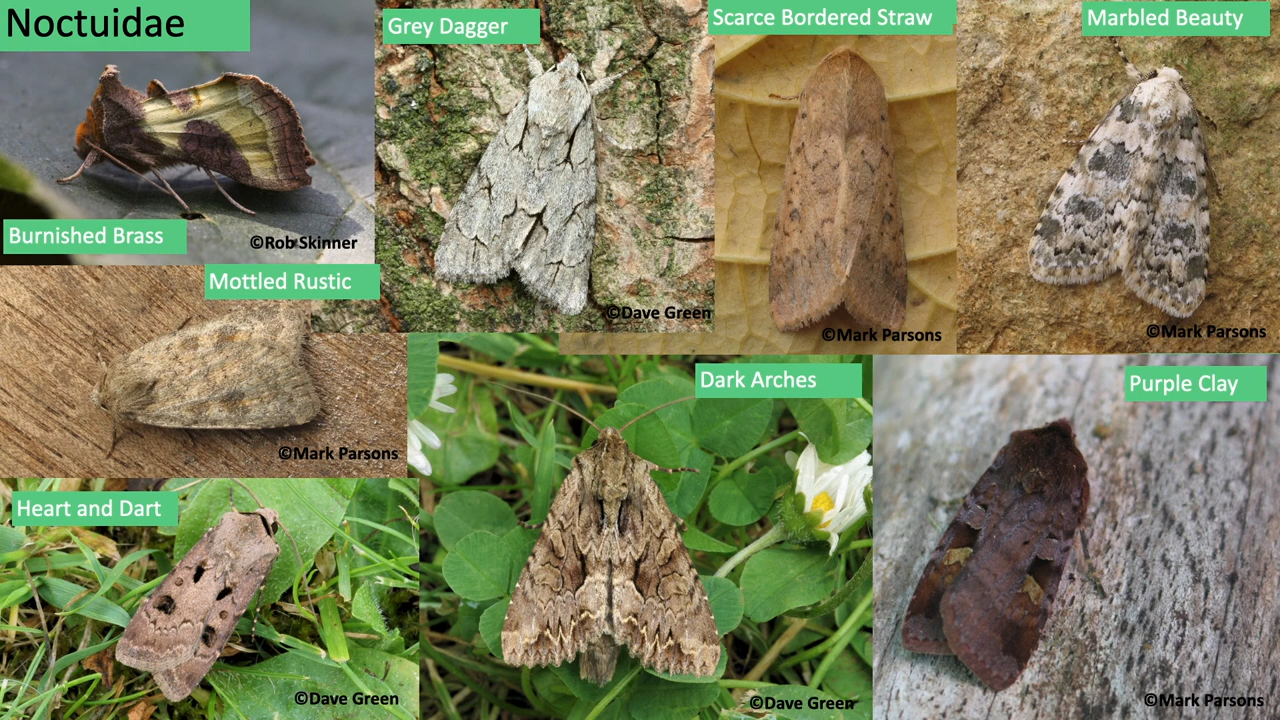 Noctuidae
Grey Dagger
Scarce Bordered Straw
Marbled Beauty
Burnished Brass
©Rob Skinner
Mottled Rustic
©Dave Green
©Mark Parsons
©Mark Parsons
Dark Arches
Purple Clay
©Mark Parsons
Heart and Dart
©Dave Green
©Dave Green
©Mark Parsons